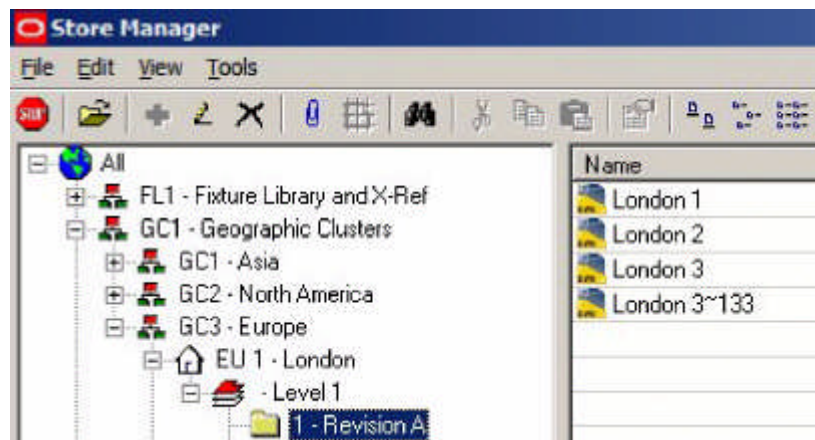 Store Manager
File Edit View Tools
STOP
All
FL1 - Fixture Library and X-Ref
GC1 - Geographic Clusters
GC1 - Asia
GC2 - North America
GC3 - Europe
EU 1 - London
- Level 1
1 - Revision A
Name
London 1
London 2
London 3
London 3~133